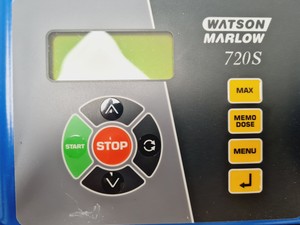 WATSON
MARLOW
720S
MAX
MEMO
DOSE
MENU
START
STOP